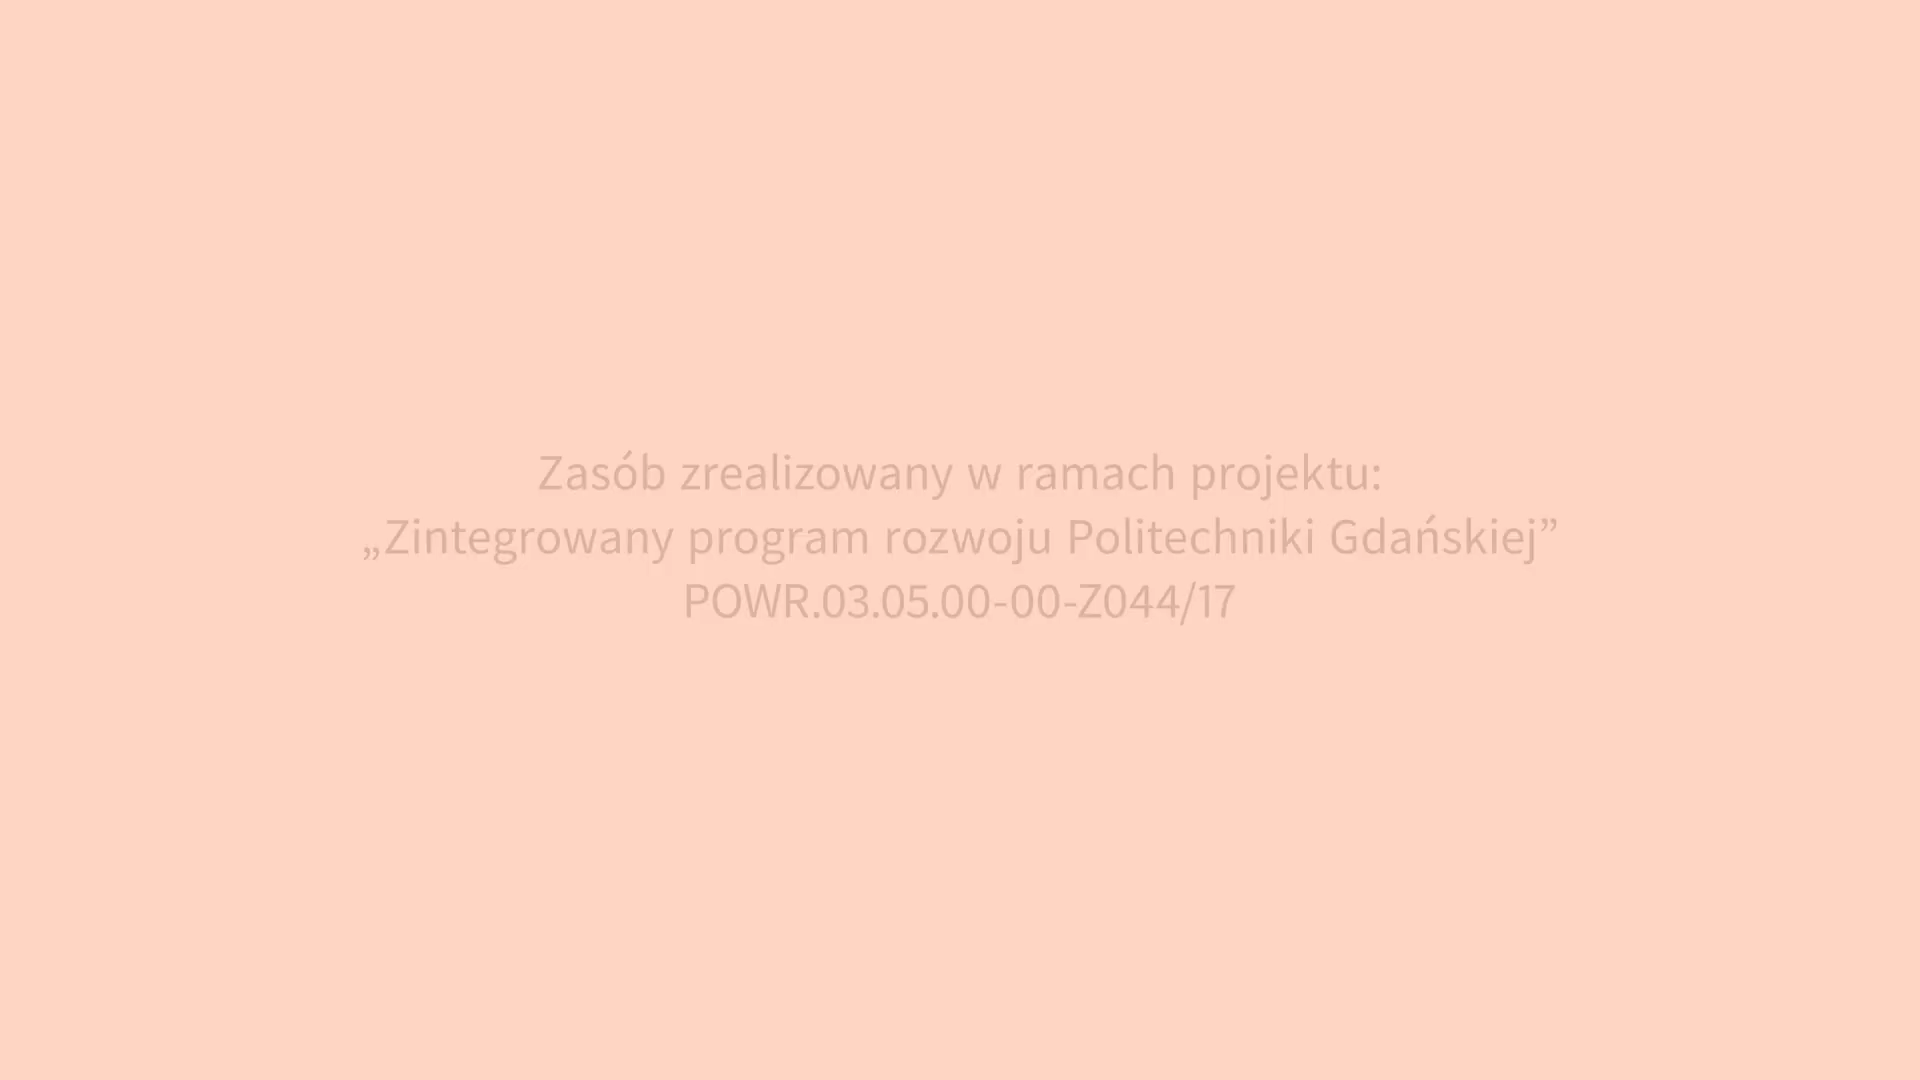 Zasób zrealizowany w ramach projektu:
„Zintegrowany program rozwoju Politechniki Gdańskiej”
POWR.03.05.00-00-Z044/17